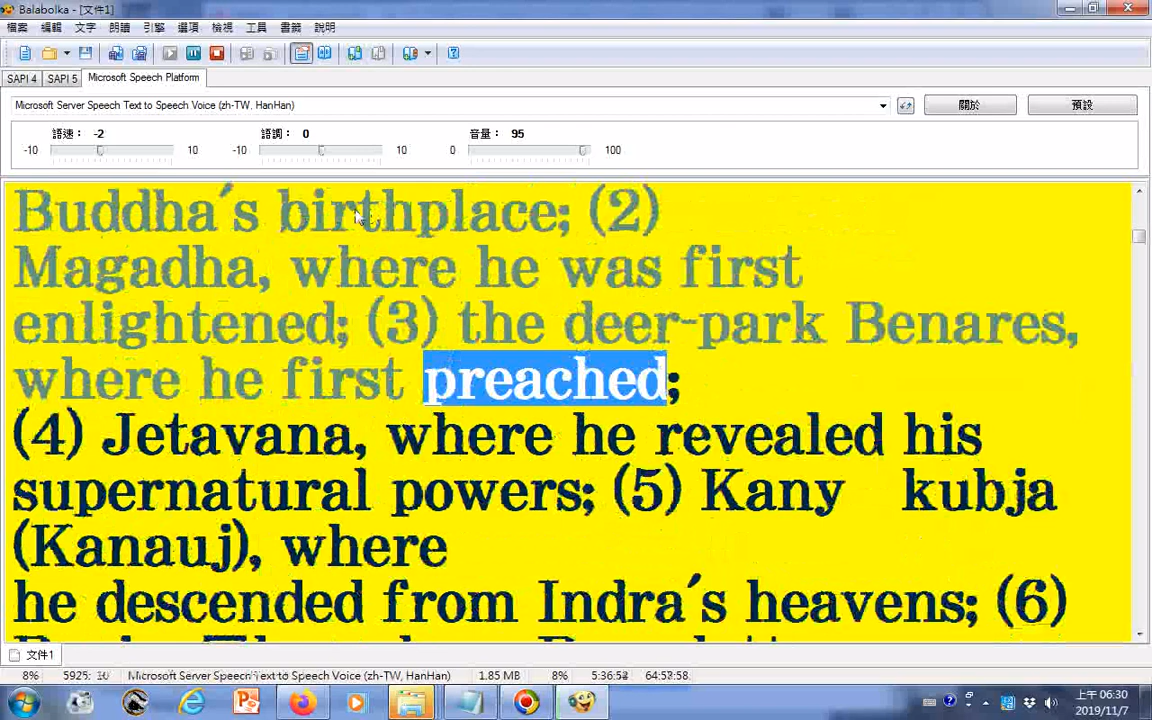 Balabolka - [文件1]
檔案 編輯 文字 朗讀 引擎 選項 檢視 工具 書籤 說明
SAPI 4 SAPI 5 Microsoft Speech Platform
Microsoft Server Speech Text to Speech Voice (zh-TW, HanHan) 關於 預設
語速： -2 語調： 0 音量： 95
-10 10 -10 10 0 100
Buddha´s birthplace; (2)
Magadha, where he was first
enlightened; (3) the deer-park Benares,
where he first preached;
(4) Jetavana, where he revealed his
supernatural powers; (5) Kany kubja
(Kanauj), where
he descended from Indra´s heavens; (6)
文件1
8% 5925: 10 Microsoft Server Speech Text to Speech Voice (zh-TW, HanHan) 1.85 MB 8% 5:36:53 64:57:58.
上午 06:30
2019/11/7